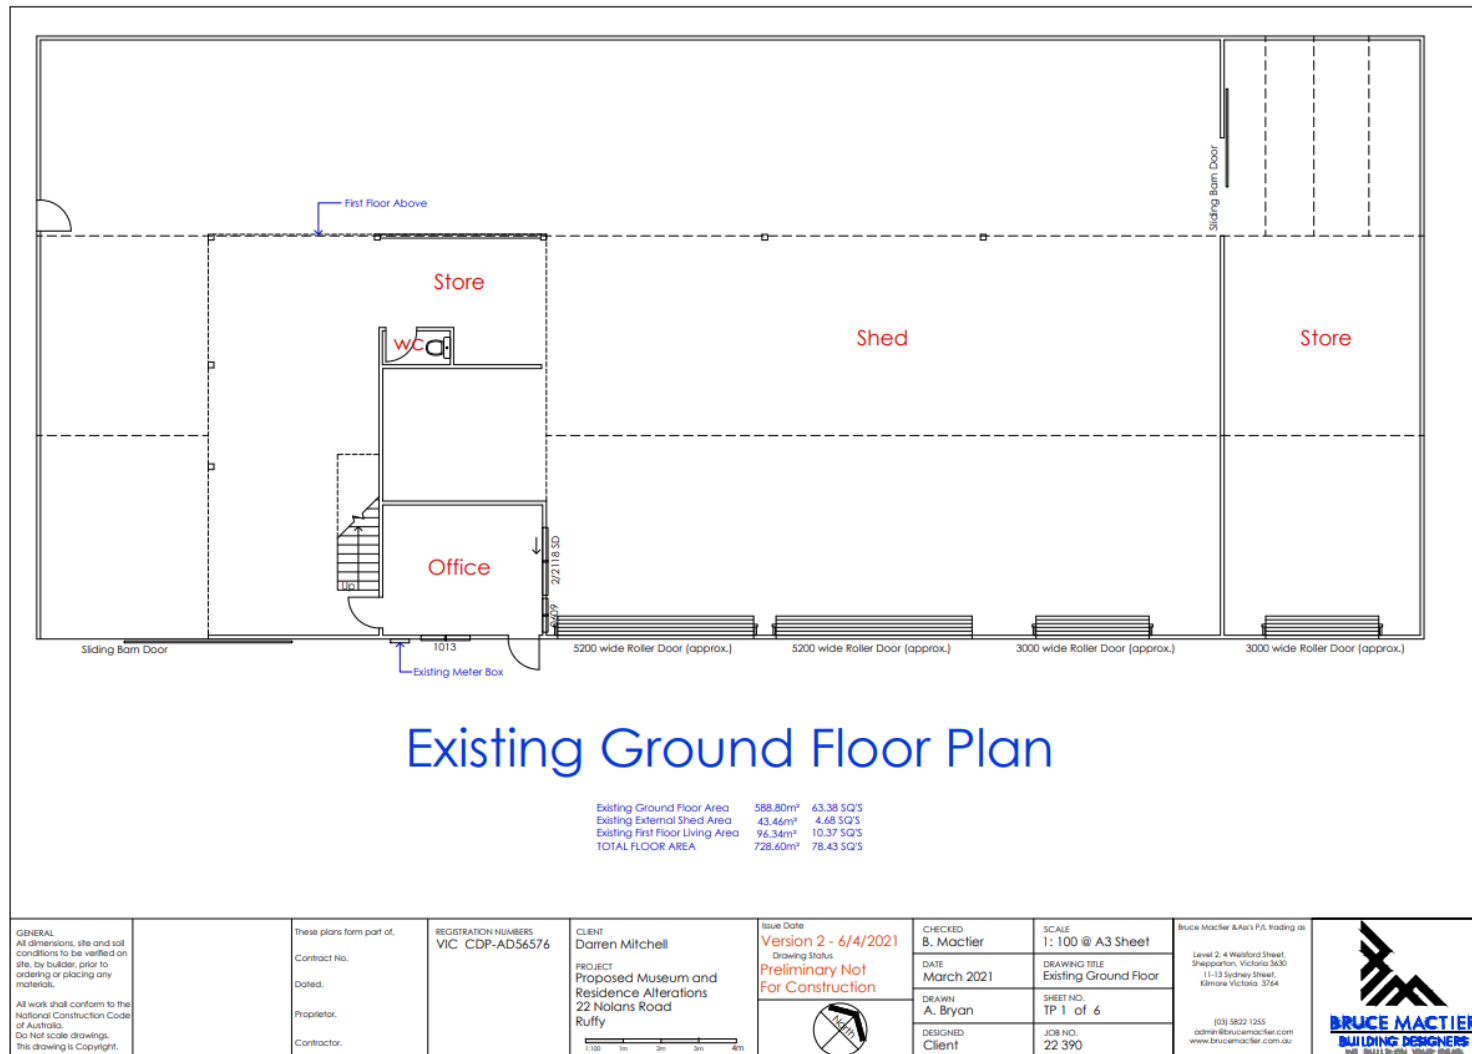 First Floor Above
Sliding Barn Door
Store
WC
Shed
Store
Up
Office
2/2118 SD
Sliding Barn Door
1013
Existing Meter Box
5200 wide Roller Door (approx.)
5200 wide Roller Door (approx.)
3000 wide Roller Door (approx.)
3000 wide Roller Door (approx.)
Existing Ground Floor Plan
Existing Ground Floor Area 588.80m² 63.38 SQ'S
Existing External Shed Area 43.46m² 4.68 SQ'S
Existing First Floor Living Area 96.34m² 10.37 SQ'S
TOTAL FLOOR AREA 728.60m² 78.43 SQ'S
GENERAL
All dimensions, site and soil
conditions to be verified on
site, by builder, prior to
ordering or placing any
materials.
All work shall conform to the
National Construction Code
of Australia.
Do Not scale drawings.
This drawing is Copyright.
These plans form part of,
Contract No.
Dated.
Proprietor.
Contractor.
REGISTRATION NUMBERS
VIC CDP-AD56576
CLIENT
Darren Mitchell
PROJECT
Proposed Museum and
Residence Alterations
22 Nolans Road
Ruffy
1:100 1m 2m 3m 4m
Issue Date
Version 2 - 6/4/2021
Drawing Status
Preliminary Not
For Construction
North
CHECKED
B. Mactier
DATE
March 2021
DRAWN
A. Bryan
DESIGNED
Client
SCALE
1: 100 @ A3 Sheet
DRAWING TITLE
Existing Ground Floor
SHEET NO.
TP 1 of 6
JOB NO.
22 390
Bruce Mactier &Ass's P/L trading as
Level 2, 4 Welsford Street,
Shepparton, Victoria 3630
11-13 Sydney Street,
Kilmore Victoria 3764
(03) 5822 1255
admin@brucemactier.com
www.brucemactier.com.au
BRUCE MACTIER
BUILDING DESIGNERS